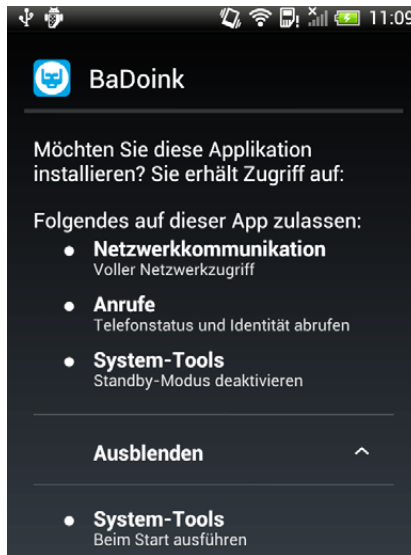 11:09
BaDoink
Möchten Sie diese Applikation
installieren? Sie erhält Zugriff auf:
Folgendes auf dieser App zulassen:
Netzwerkkommunikation
Voller Netzwerkzugriff
Anrufe
Telefonstatus und Identität abrufen
System-Tools
Standby-Modus deaktivieren
Ausblenden
System-Tools
Beim Start ausführen